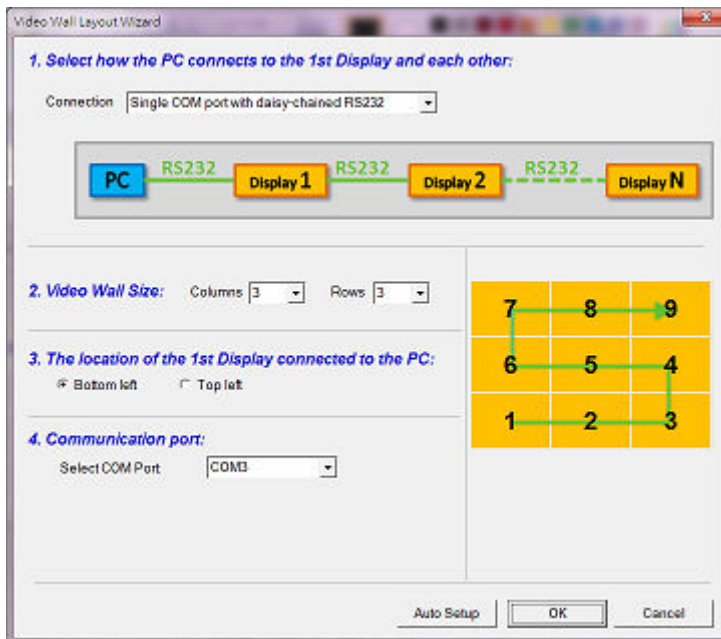 Video Wall Layout Wizard
1. Select how the PC connects to the 1st Display and each other:
Connection Single COM port with daisy-chained RS232
PC RS232 Display 1 RS232 Display 2 RS232 Display N
2. Video Wall Size: Columns 3 Rows 3
7 8 9
3. The location of the 1st Display connected to the PC:
6 5 4
Bottom left Top left
1 2 3
4. Communication port:
Select COM Port COM3
Auto Setup OK Cancel